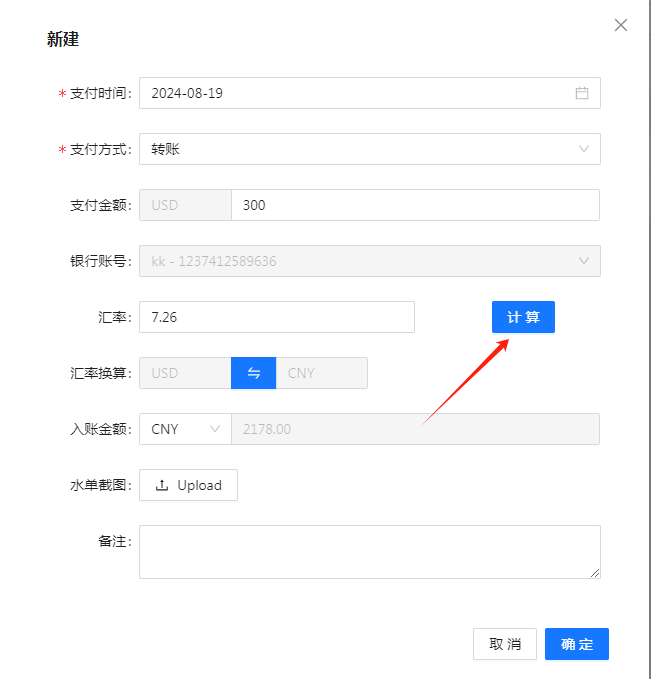 新建
* 支付时间: 2024-08-19
* 支付方式: 转账
支付金额: USD 300
银行账号: kk - 1237412589636
汇率: 7.26 计 算
汇率换算: USD CNY
入账金额: CNY 2178.00
水单截图: Upload
备注:
取 消 确 定